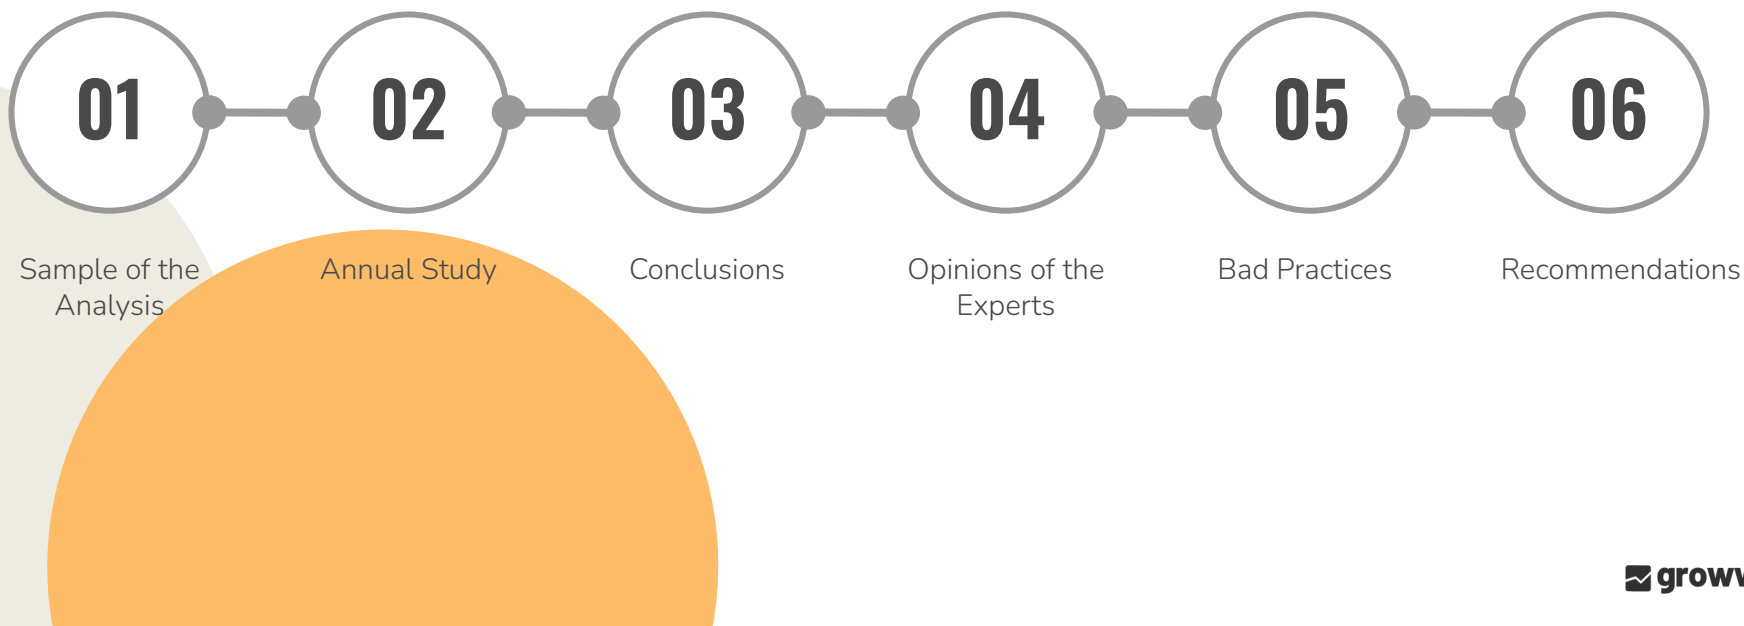 01 02 03 04 05 06
Sample of the
Analysis
Annual Study
Conclusions
Opinions of the
Experts
Bad Practices
Recommendations